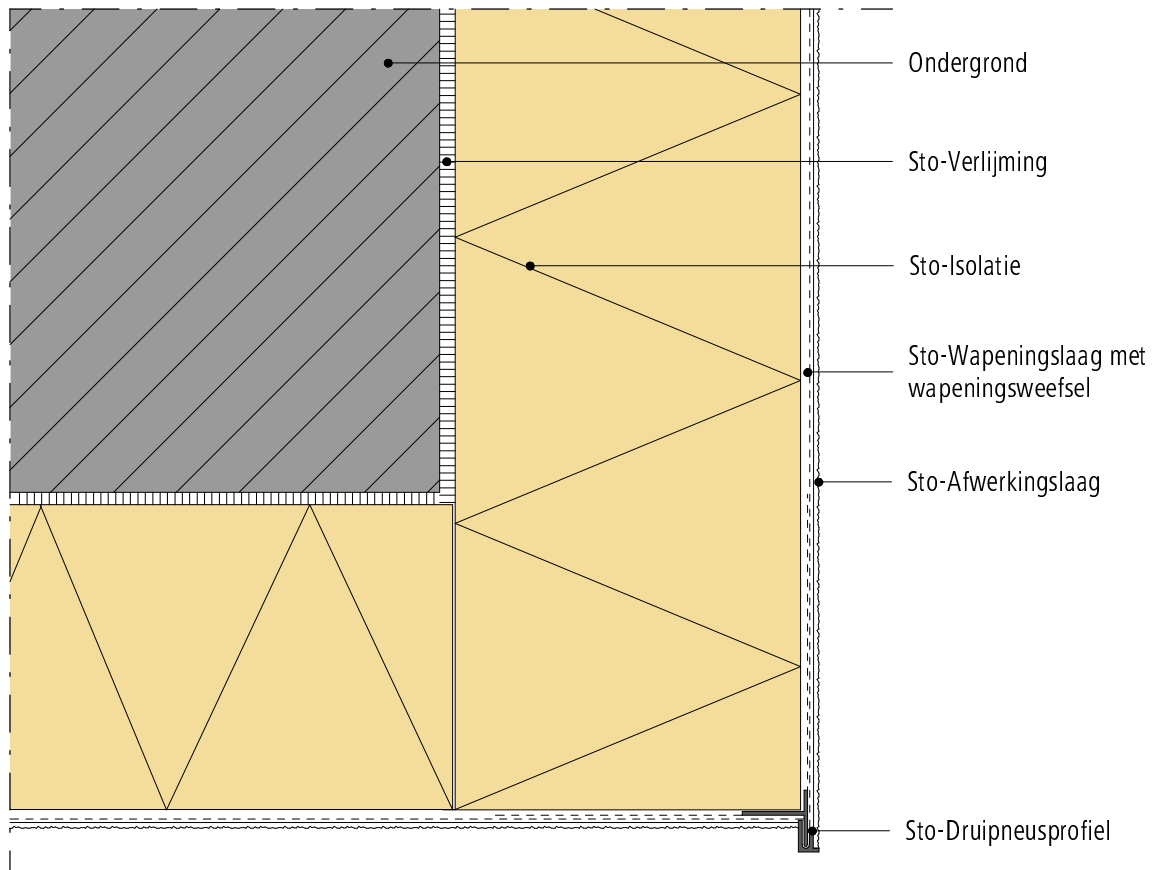 Ondergrond
Sto-Verlijming
Sto-Isolatie
Sto-Wapeningslaag met
wapeningsweefsel
Sto-Afwerkingslaag
Sto-Druipneusprofiel